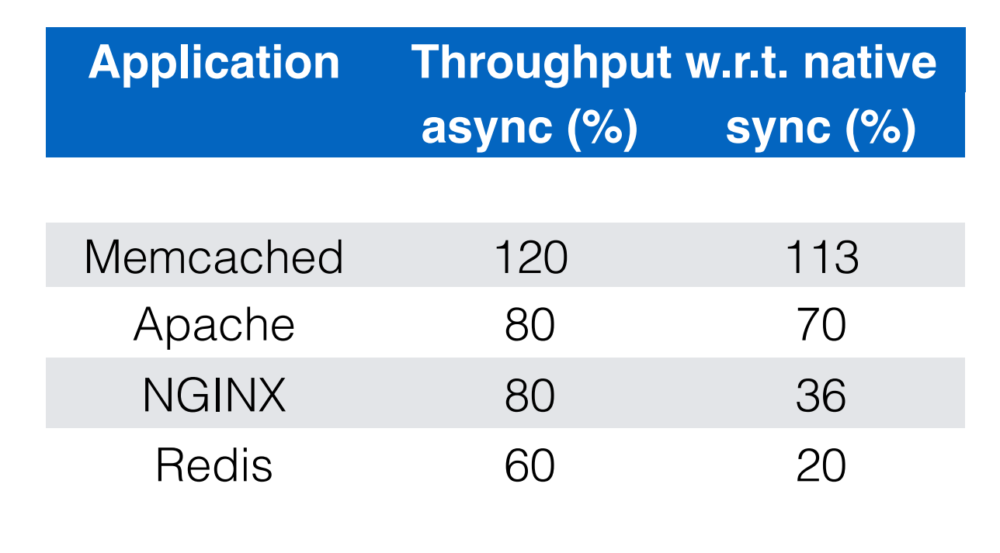 Application Throughput w.r.t. native
async (%) sync (%)
Memcached 120 113
Apache 80 70
NGINX 80 36
Redis 60 20